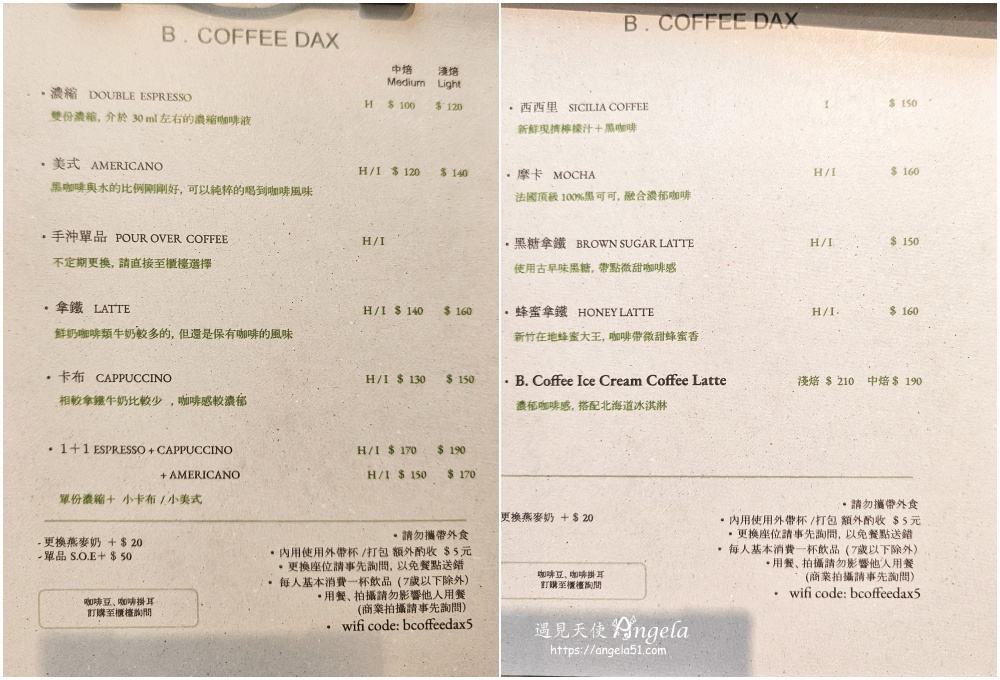 B . COFFEE DAX
中焙 淺焙
Medium Light
• 濃縮 DOUBLE ESPRESSO H $ 100 $ 120
雙份濃縮, 介於 30 ml 左右的濃縮咖啡液
• 美式 AMERICANO H / I $ 120 $ 140
黑咖啡與水的比例剛剛好, 可以純粹的喝到咖啡風味
• 手沖單品 POUR OVER COFFEE H / I
不定期更換, 請直接至櫃檯選擇
• 拿鐵 LATTE H / I $ 140 $ 160
鮮奶咖啡類牛奶較多的, 但還是保有咖啡的風味
• 卡布 CAPPUCCINO H / I $ 130 $ 150
相較拿鐵牛奶比較少 , 咖啡感較濃郁
• 1＋1 ESPRESSO + CAPPUCCINO H / I $ 170 $ 190
+ AMERICANO H / I $ 150 $ 170
單份濃縮＋ 小卡布 / 小美式
- 更換燕麥奶 ＋$ 20
- 單品 S.O.E＋$ 50
咖啡豆、咖啡掛耳
訂購至櫃檯詢問
• 請勿攜帶外食
• 內用使用外帶杯 /打包 額外酌收 $ 5 元
• 更換座位請事先詢問, 以免餐點送錯
• 每人基本消費一杯飲品 (7歲以下除外)
• 用餐、拍攝請勿影響他人用餐
(商業拍攝請事先詢問)
• wifi code: bcoffeedax5
B . COFFEE DAX
• 西西里 SICILIA COFFEE I $ 150
新鮮現擠檸檬汁＋黑咖啡
• 摩卡 MOCHA H / I $ 160
法國頂級 100%黑可可, 融合濃郁咖啡
• 黑糖拿鐵 BROWN SUGAR LATTE H / I $ 150
使用古早味黑糖, 帶點微甜咖啡感
• 蜂蜜拿鐵 HONEY LATTE H / I $ 160
新竹在地蜂蜜大王, 咖啡帶微甜蜂蜜香
• B. Coffee Ice Cream Coffee Latte 淺焙 $ 210 中焙 $ 190
濃郁咖啡感, 搭配北海道冰淇淋
更換燕麥奶 ＋$ 20
咖啡豆、咖啡掛耳
訂購至櫃檯詢問
• 請勿攜帶外食
• 內用使用外帶杯 /打包 額外酌收 $ 5 元
• 更換座位請事先詢問, 以免餐點送錯
• 每人基本消費一杯飲品 (7歲以下除外)
• 用餐、拍攝請勿影響他人用餐
(商業拍攝請事先詢問)
• wifi code: bcoffeedax5
遇見天使 Angela
https://angela51.com